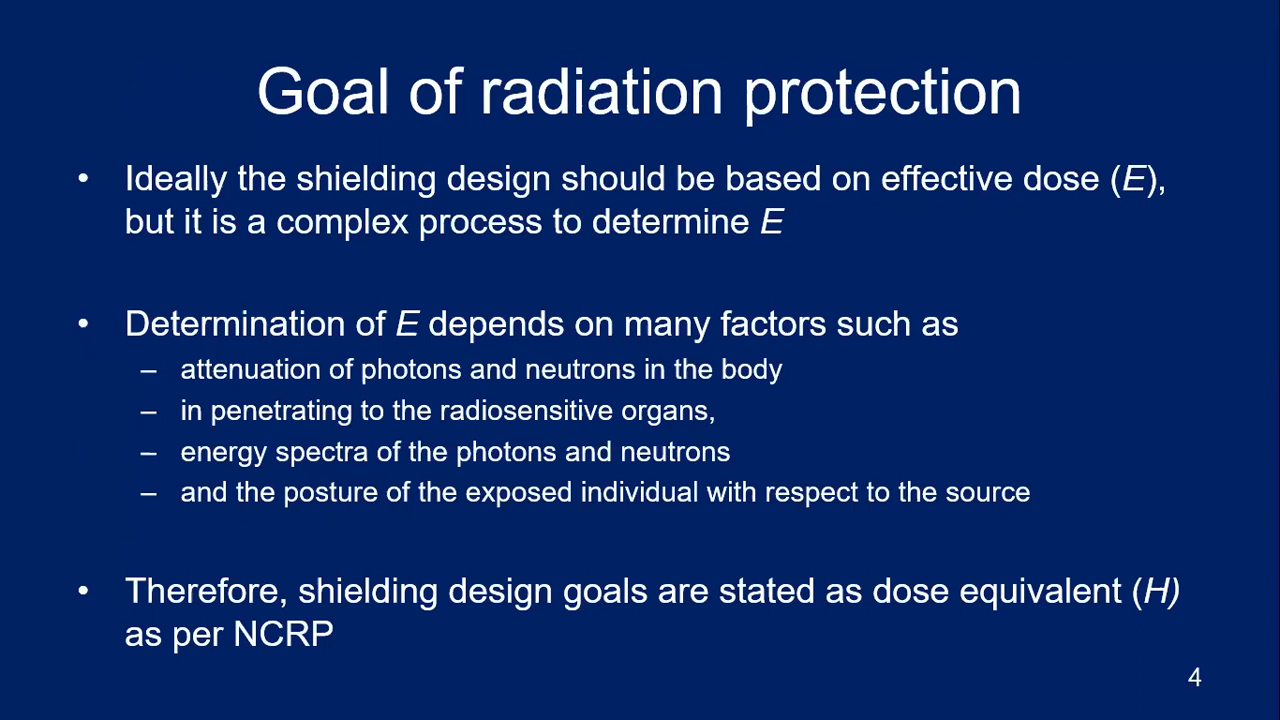 Goal of radiation protection
• Ideally the shielding design should be based on effective dose (E),
but it is a complex process to determine E
• Determination of E depends on many factors such as
– attenuation of photons and neutrons in the body
– in penetrating to the radiosensitive organs,
– energy spectra of the photons and neutrons
– and the posture of the exposed individual with respect to the source
• Therefore, shielding design goals are stated as dose equivalent (H)
as per NCRP
4